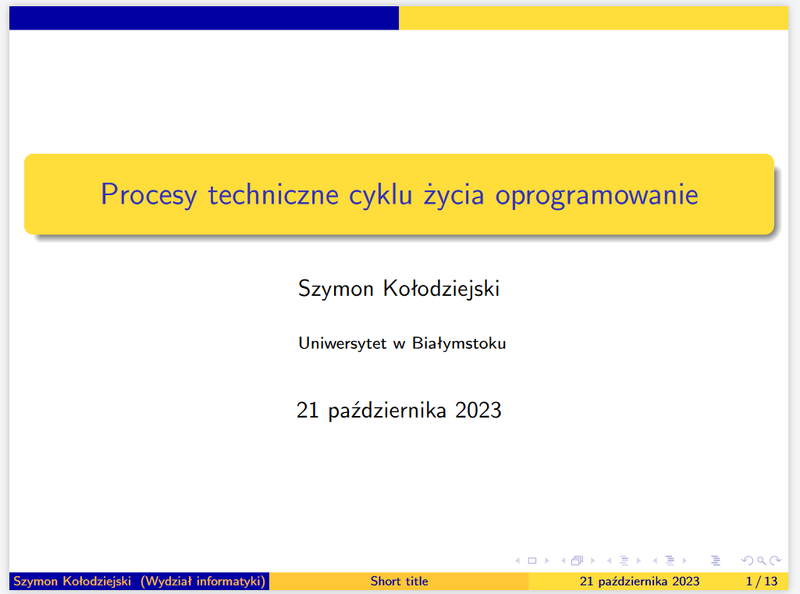 Procesy techniczne cyklu życia oprogramowanie
Szymon Kołodziejski
Uniwersytet w Białymstoku
21 października 2023
Szymon Kołodziejski (Wydział informatyki) Short title 21 października 2023 1 / 13